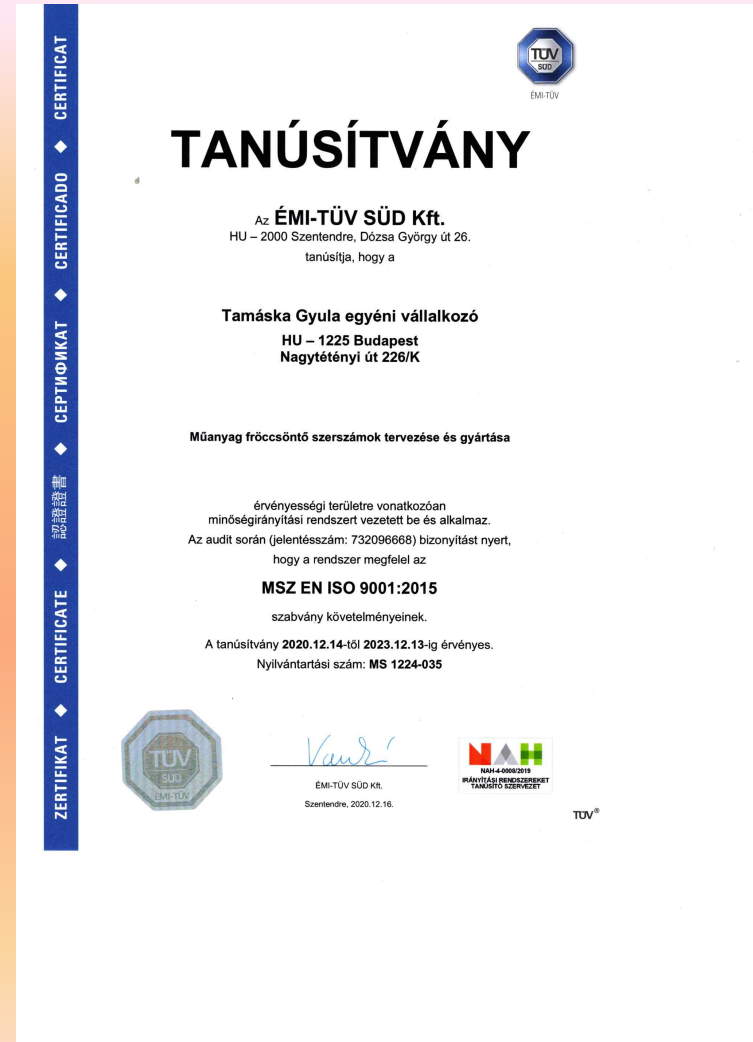 TÜV
SÜD
ÉMI-TÜV
TANÚSÍTVÁNY
Az ÉMI-TÜV SÜD Kft.
HU – 2000 Szentendre, Dózsa György út 26.
tanúsítja, hogy a
Tamáska Gyula egyéni vállalkozó
HU – 1225 Budapest
Nagytétényi út 226/K
Műanyag fröccsöntő szerszámok tervezése és gyártása
érvényességi területre vonatkozóan
minőségirányítási rendszert vezetett be és alkalmaz.
Az audit során (jelentésszám: 732096668) bizonyítást nyert,
hogy a rendszer megfelel az
MSZ EN ISO 9001:2015
szabvány követelményeinek.
A tanúsítvány 2020.12.14-től 2023.12.13-ig érvényes.
Nyilvántartási szám: MS 1224-035
TÜV
SÜD
ÉMI-TÜV
ÉMI-TÜV SÜD Kft.
Szentendre, 2020.12.16.
NAH
NAH-4-0008/2019
IRÁNYÍTÁSI RENDSZEREKET
TANÚSÍTÓ SZERVEZET
TÜV®
ZERTIFIKAT ◆ CERTIFICATE ◆ 認證證書 ◆ СЕРТИФИКАТ ◆ CERTIFICADO ◆ CERTIFICAT